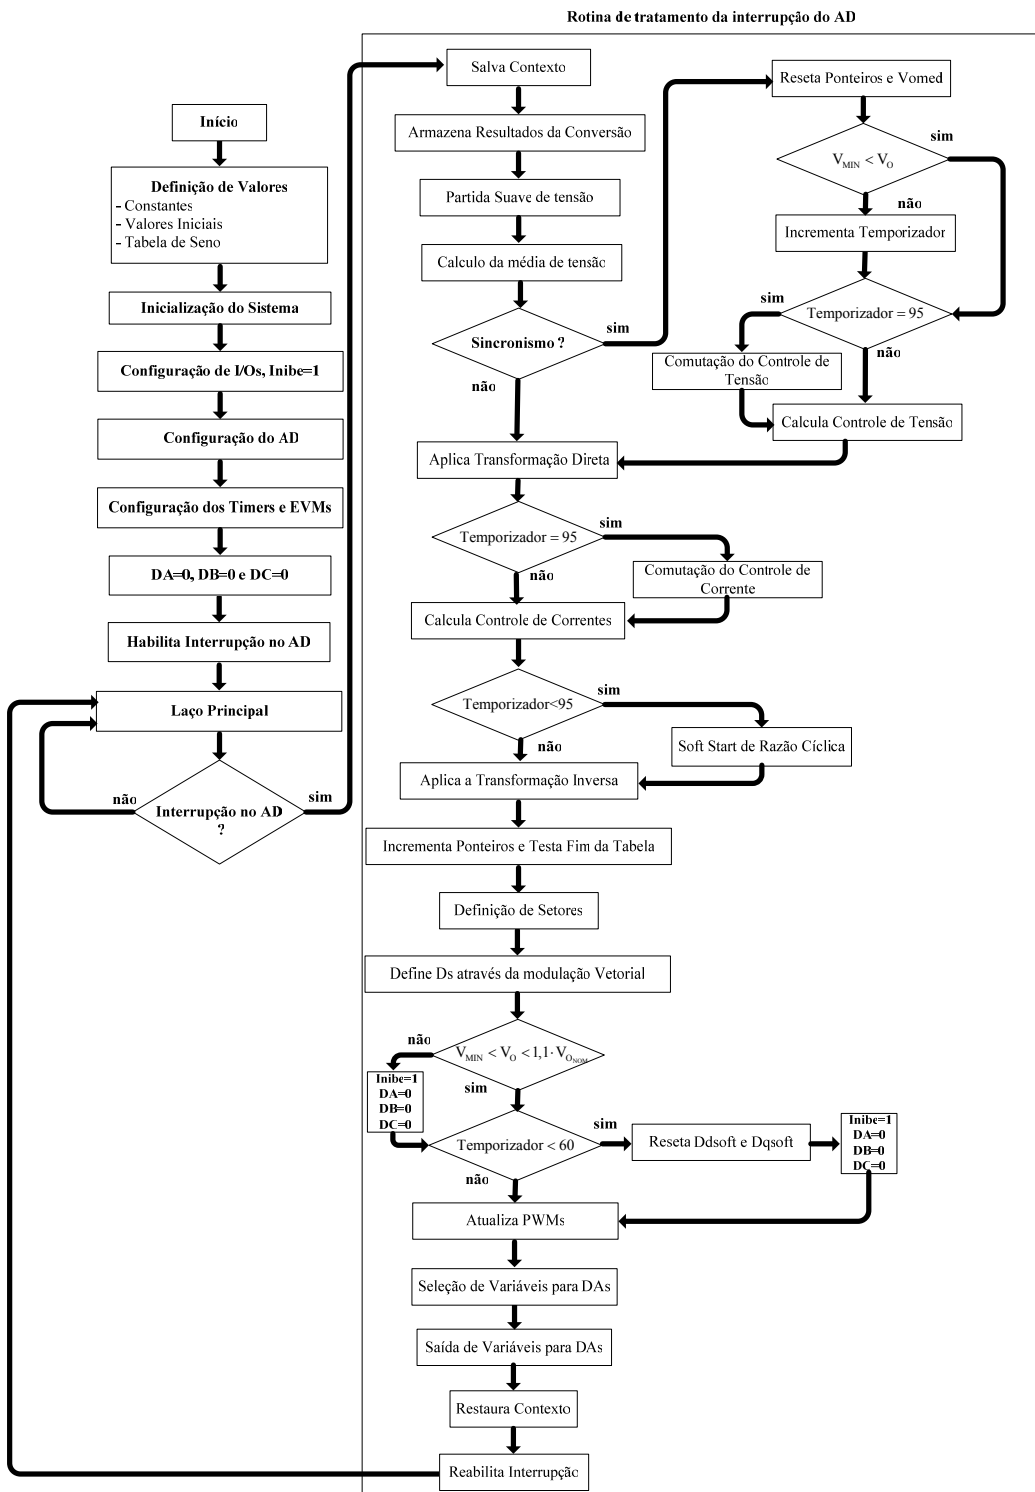 Rotina de tratamento da interrupção do AD
Início
Definição de Valores
- Constantes
- Valores Iniciais
- Tabela de Seno
Inicialização do Sistema
Configuração de I/Os, Inibe=1
Configuração do AD
Configuração dos Timers e EVMs
DA=0, DB=0 e DC=0
Habilita Interrupção no AD
Laço Principal
não
Interrupção no AD
?
sim
Salva Contexto
Armazena Resultados da Conversão
Partida Suave de tensão
Calculo da média de tensão
Sincronismo ?
sim
não
Reseta Ponteiros e Vomed
V_MIN < V_O
sim
não
Incrementa Temporizador
sim
Temporizador = 95
não
Comutação do Controle de
Tensão
Calcula Controle de Tensão
Aplica Transformação Direta
Temporizador = 95
sim
não
Comutação do Controle de
Corrente
Calcula Controle de Correntes
Temporizador<95
sim
não
Soft Start de Razão Cíclica
Aplica a Transformação Inversa
Incrementa Ponteiros e Testa Fim da Tabela
Definição de Setores
Define Ds através da modulação Vetorial
não
V_MIN < V_O < 1,1· V_O_NOM
sim
Inibe=1
DA=0
DB=0
DC=0
Temporizador < 60
sim
não
Reseta Ddsoft e Dqsoft
Inibe=1
DA=0
DB=0
DC=0
Atualiza PWMs
Seleção de Variáveis para DAs
Saída de Variáveis para DAs
Restaura Contexto
Reabilita Interrupção